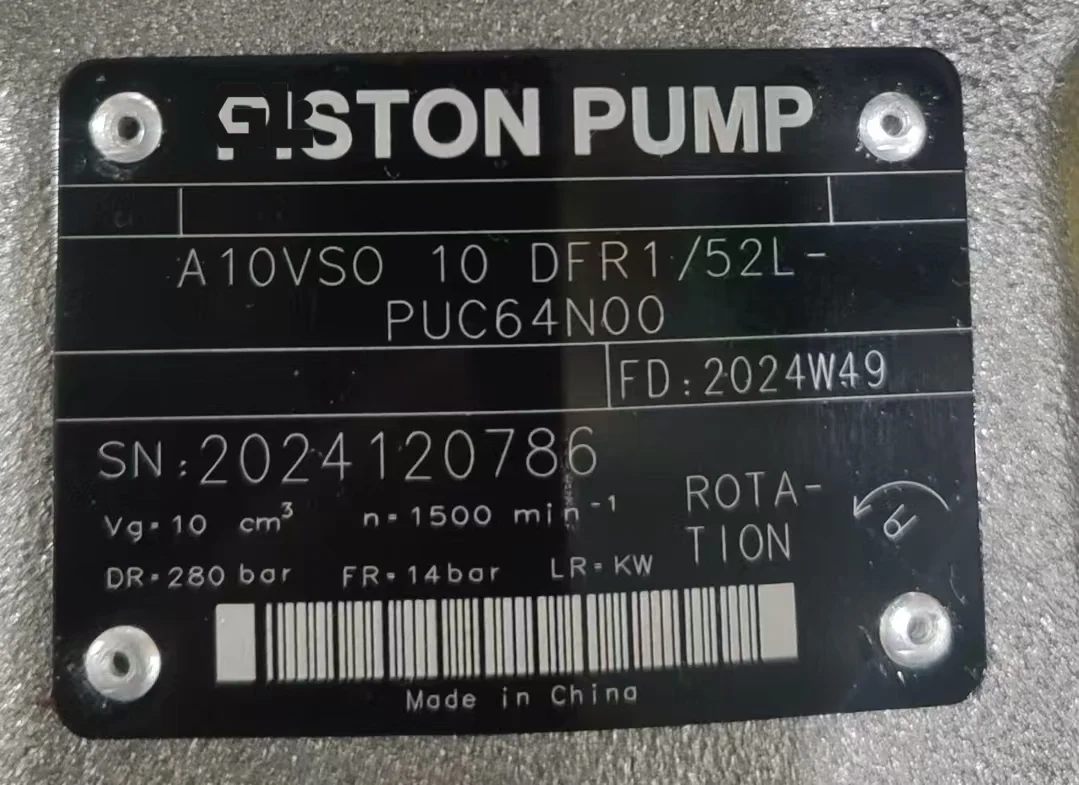 PISTON PUMP
A10VSO 10 DFR1/52L-
PUC64N00
FD:2024W49
SN:2024120786
Vg=10 cm³ n=1500 min⁻¹
DR=280 bar FR=14bar LR= KW
ROTA-
TION
Made in China